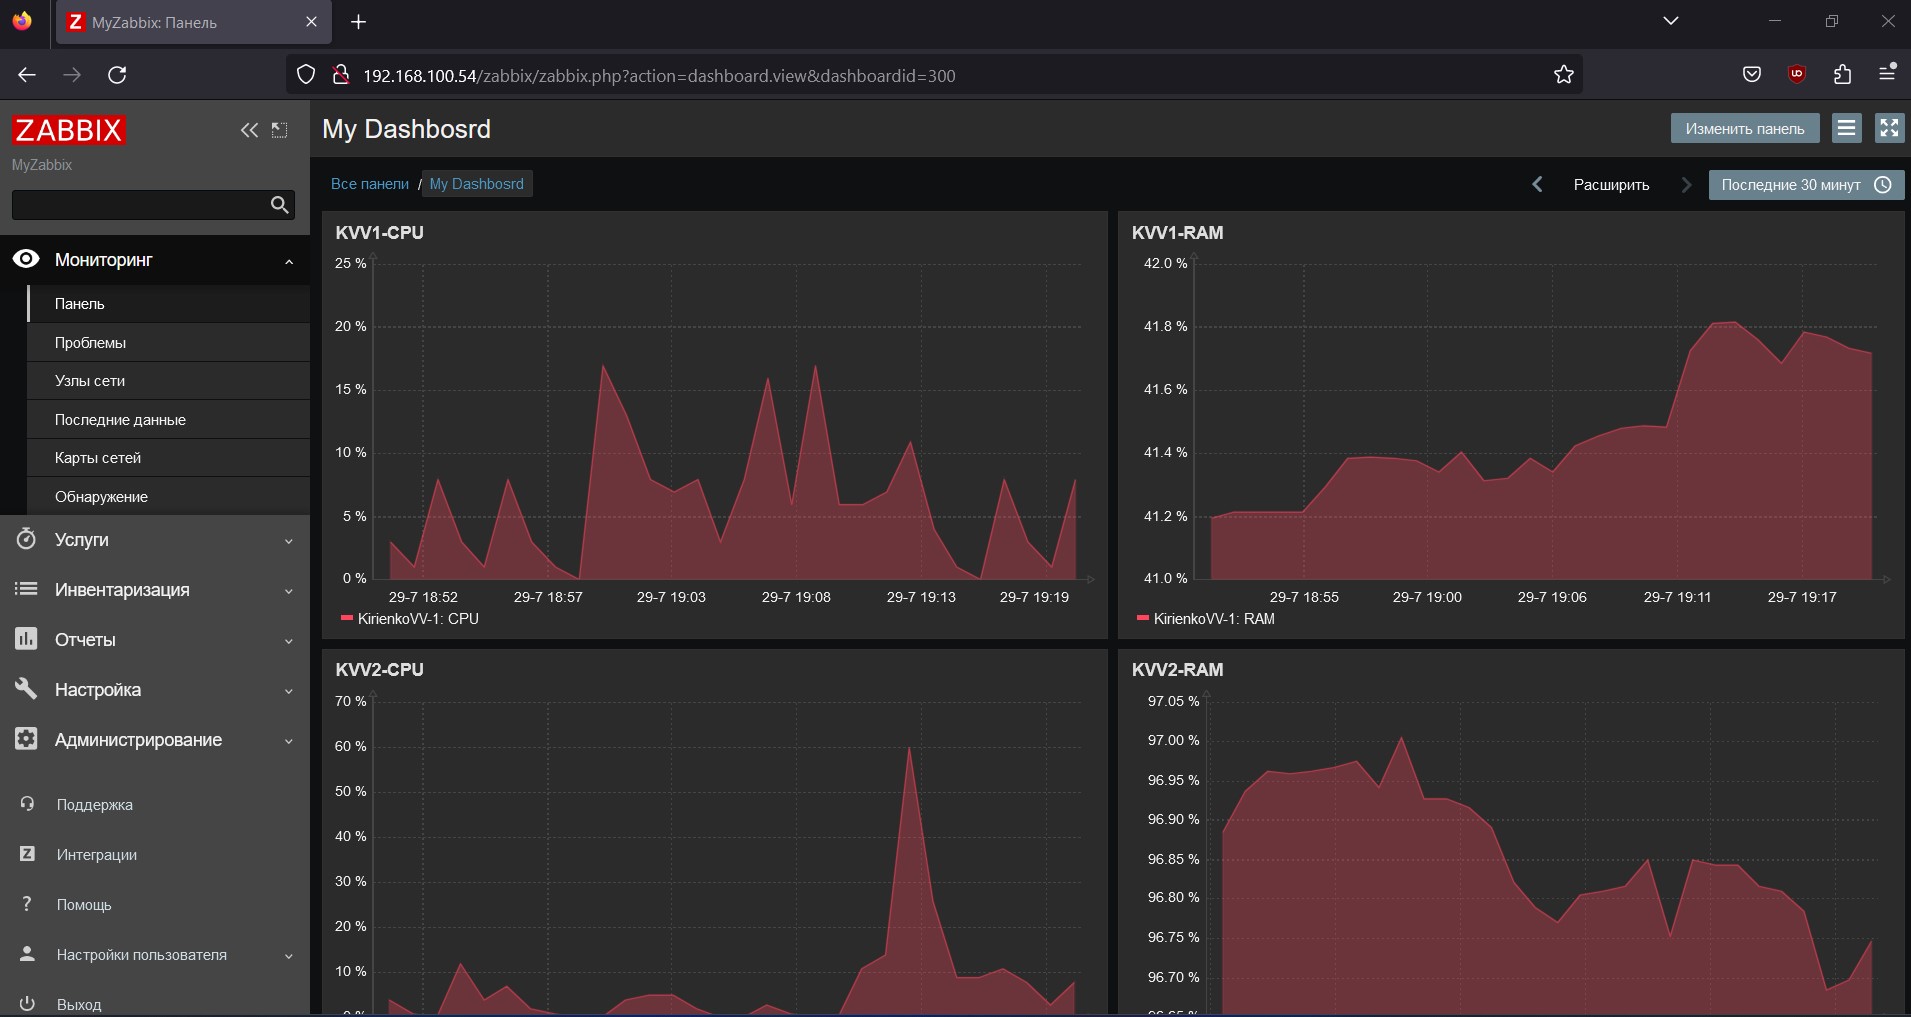 MyZabbix: Панель
192.168.100.54/zabbix/zabbix.php?action=dashboard.view&dashboardid=300
ZABBIX
MyZabbix
Мониторинг
Панель
Проблемы
Узлы сети
Последние данные
Карты сетей
Обнаружение
Услуги
Инвентаризация
Отчеты
Настройка
Администрирование
Поддержка
Z Интеграции
? Помощь
Настройки пользователя
Выход
My Dashbosrd
Изменить панель
Все панели / My Dashbosrd
Расширить
Последние 30 минут
KVV1-CPU
25 %
20 %
15 %
10 %
5 %
0 %
29-7 18:52 29-7 18:57 29-7 19:03 29-7 19:08 29-7 19:13 29-7 19:19
KirienkoVV-1: CPU
KVV1-RAM
42.0 %
41.8 %
41.6 %
41.4 %
41.2 %
41.0 %
29-7 18:55 29-7 19:00 29-7 19:06 29-7 19:11 29-7 19:17
KirienkoVV-1: RAM
KVV2-CPU
70 %
60 %
50 %
40 %
30 %
20 %
10 %
0 %
KVV2-RAM
97.05 %
97.00 %
96.95 %
96.90 %
96.85 %
96.80 %
96.75 %
96.70 %
96.65 %